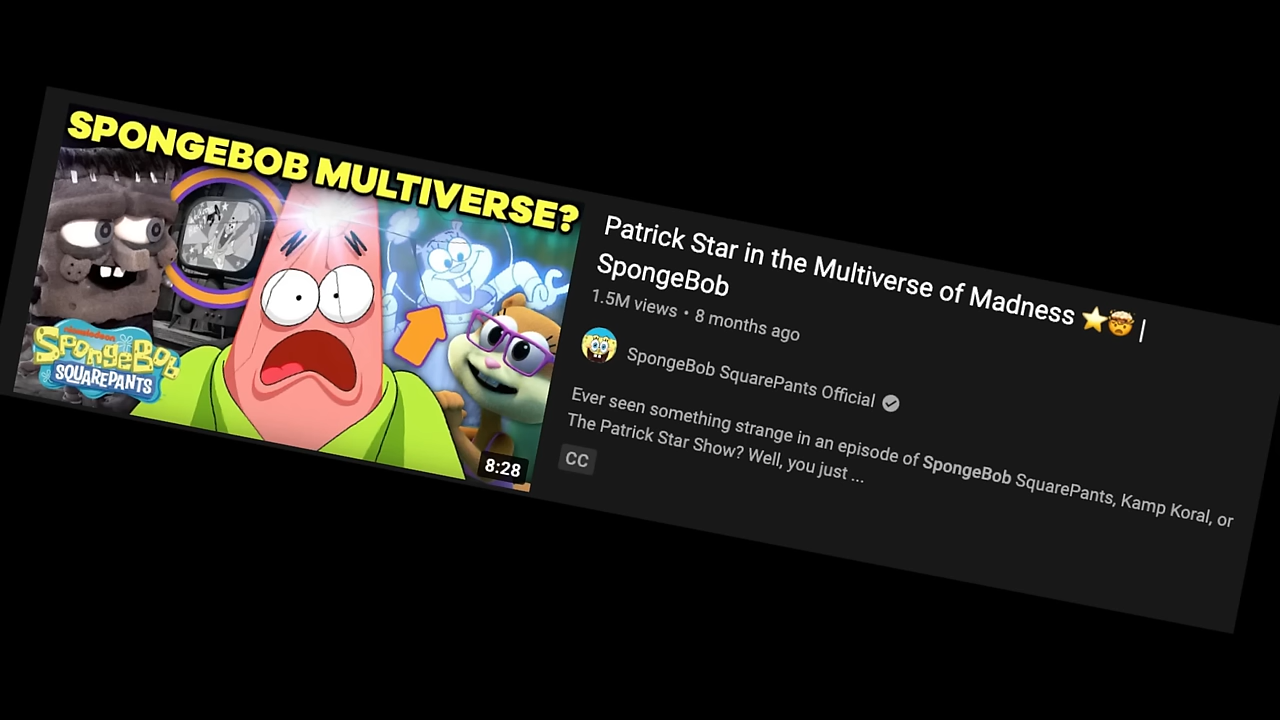 SPONGEBOB MULTIVERSE?
nickelodeon
SPONGEBOB
SQUAREPANTS
8:28
Patrick Star in the Multiverse of Madness ⭐🤯 |
SpongeBob
1.5M views • 8 months ago
SpongeBob SquarePants Official
Ever seen something strange in an episode of SpongeBob SquarePants, Kamp Koral, or
The Patrick Star Show? Well, you just ...
CC